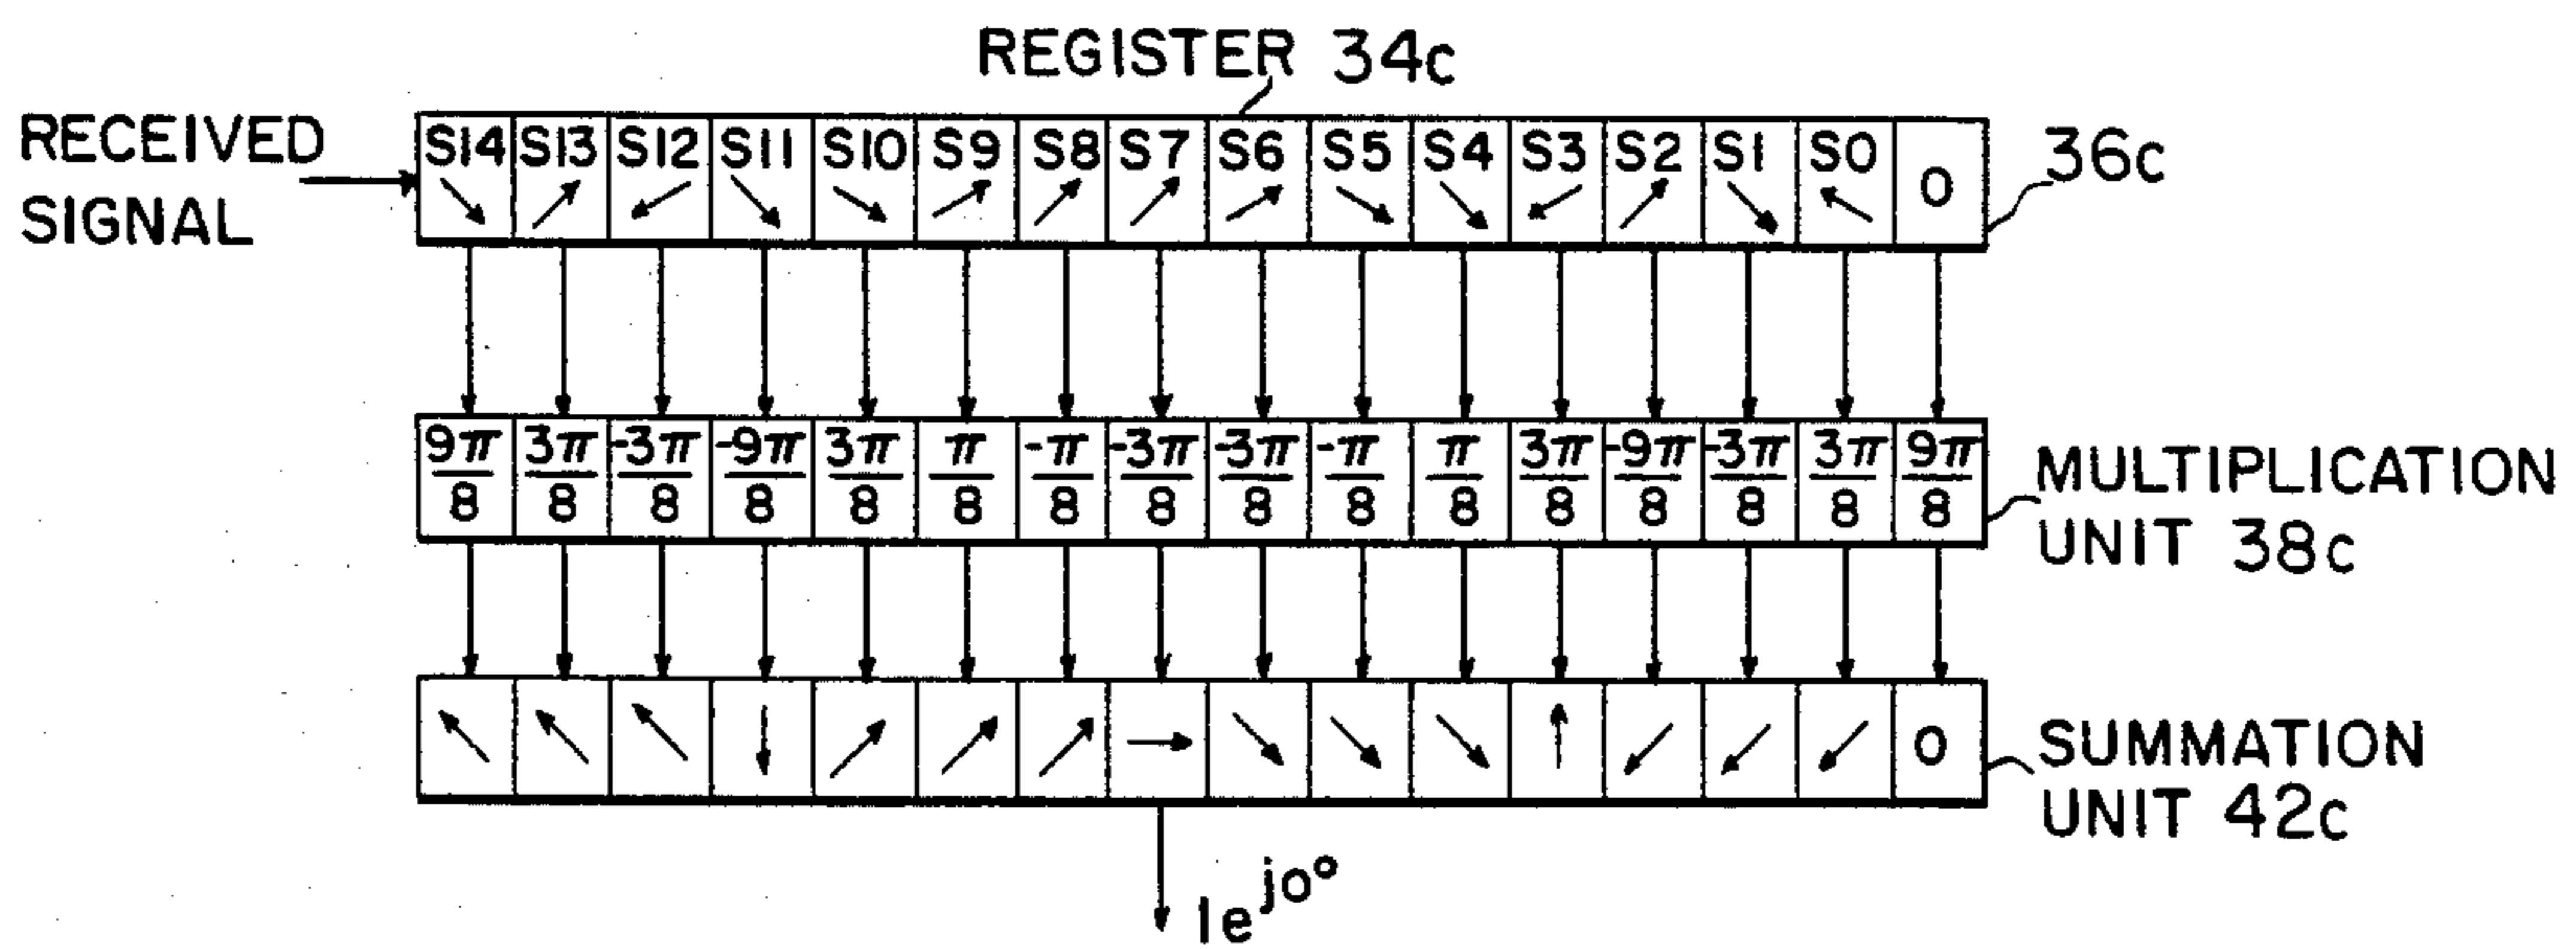 REGISTER 34c
RECEIVED SIGNAL
S14 S13 S12 S11 S10 S9 S8 S7 S6 S5 S4 S3 S2 S1 S0 0
36c
9π/8 3π/8 -3π/8 -9π/8 3π/8 π/8 -π/8 -3π/8 -3π/8 -π/8 π/8 3π/8 -9π/8 -3π/8 3π/8 9π/8
MULTIPLICATION
UNIT 38c
0
SUMMATION
UNIT 42c
1e^j0°